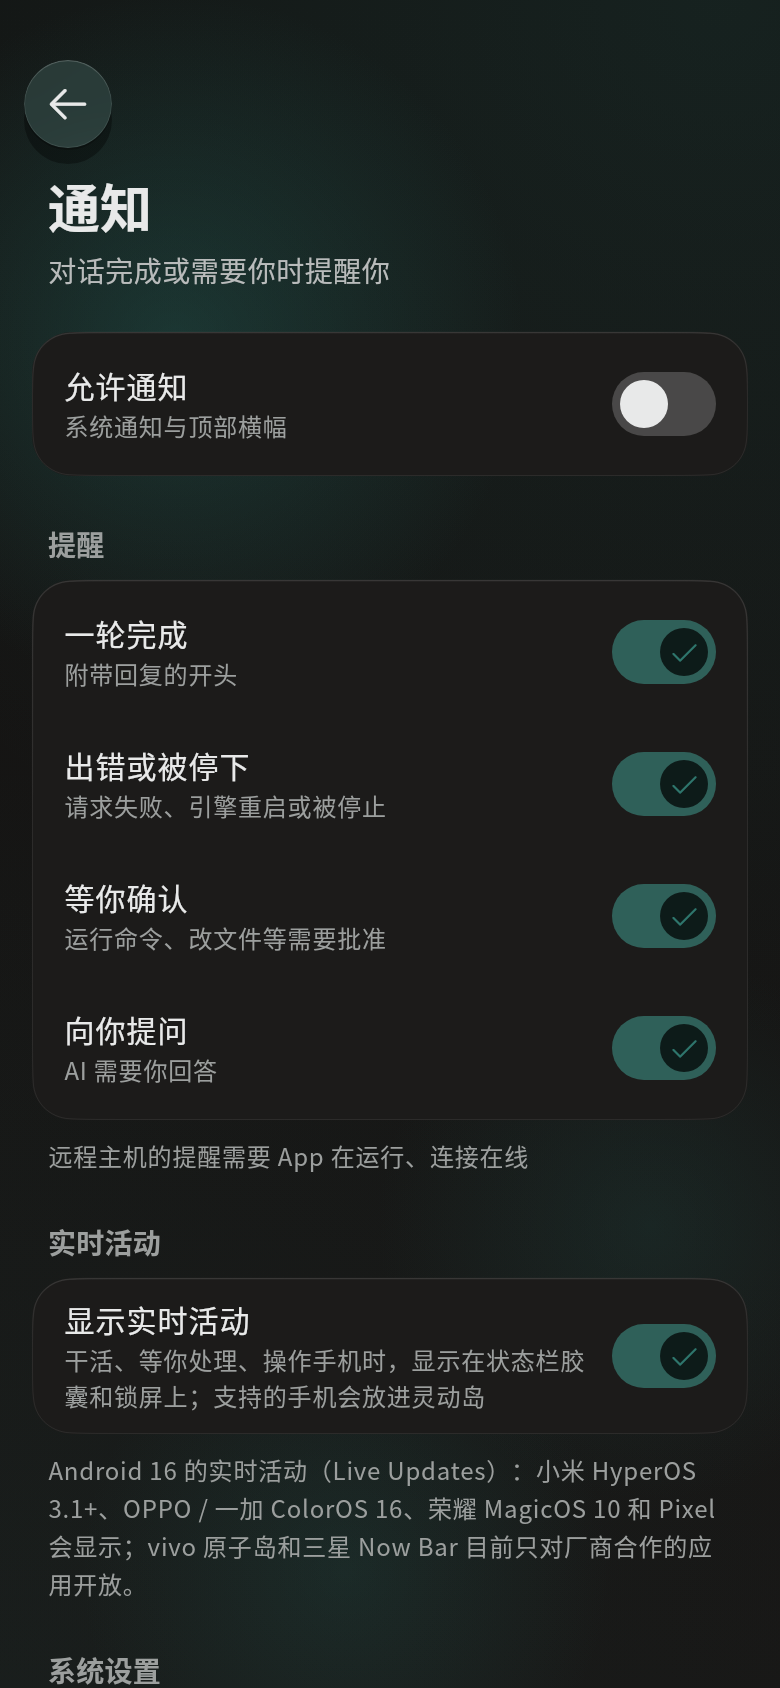 通知
对话完成或需要你时提醒你
允许通知
系统通知与顶部横幅
提醒
一轮完成
附带回复的开头
出错或被停下
请求失败、引擎重启或被停止
等你确认
运行命令、改文件等需要批准
向你提问
AI 需要你回答
远程主机的提醒需要 App 在运行、连接在线
实时活动
显示实时活动
干活、等你处理、操作手机时，显示在状态栏胶
囊和锁屏上；支持的手机会放进灵动岛
Android 16 的实时活动（Live Updates）：小米 HyperOS
3.1+、OPPO / 一加 ColorOS 16、荣耀 MagicOS 10 和 Pixel
会显示；vivo 原子岛和三星 Now Bar 目前只对厂商合作的应
用开放。
系统设置